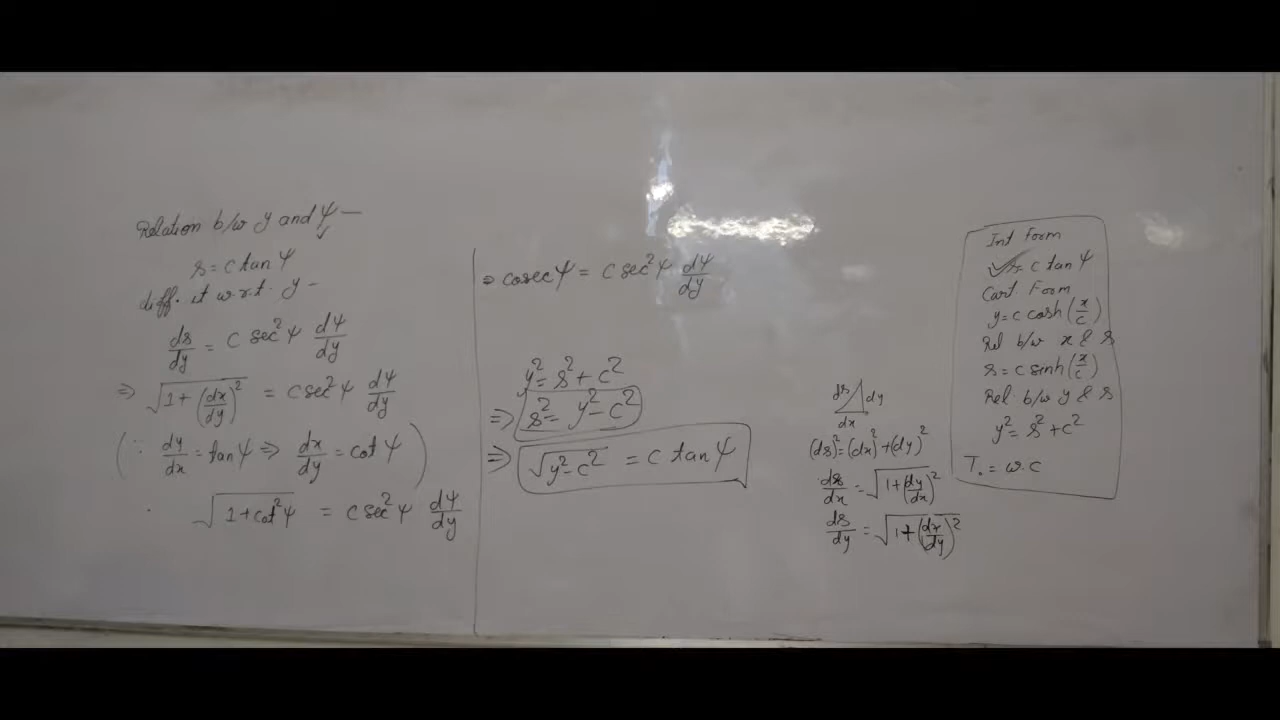 Relation b/w y and ψ —
s = c tan ψ
diff. it w.r.t. y -
ds/dy = c sec²ψ dψ/dy
⇒ √(1 + (dx/dy)²) = c sec²ψ dψ/dy
(∵ dy/dx = tan ψ ⇒ dx/dy = cot ψ)
√(1 + cot²ψ) = c sec²ψ dψ/dy
⇒ cosec ψ = c sec²ψ dψ/dy
y² = s² + c²
⇒ s² = y² - c²
⇒ √(y² - c²) = c tan ψ
ds dy
dx
(ds)² = (dx)² + (dy)²
ds/dx = √(1 + (dy/dx)²)
ds/dy = √(1 + (dx/dy)²)
Int Form
✓ s = c tan ψ
Cart. Form
y = c cosh(x/c)
Rel b/w x & s
s = c sinh(x/c)
Rel. b/w y & s
y² = s² + c²
T₀ = w.c